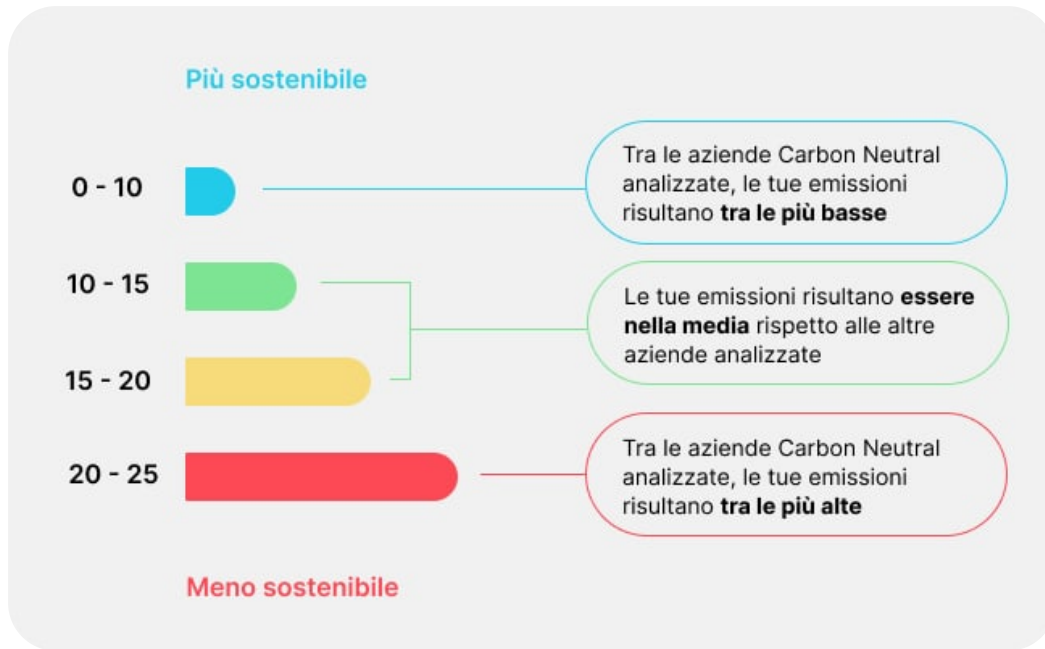 Più sostenibile
0 - 10
Tra le aziende Carbon Neutral
analizzate, le tue emissioni
risultano tra le più basse
10 - 15
Le tue emissioni risultano essere
nella media rispetto alle altre
aziende analizzate
15 - 20
20 - 25
Tra le aziende Carbon Neutral
analizzate, le tue emissioni
risultano tra le più alte
Meno sostenibile